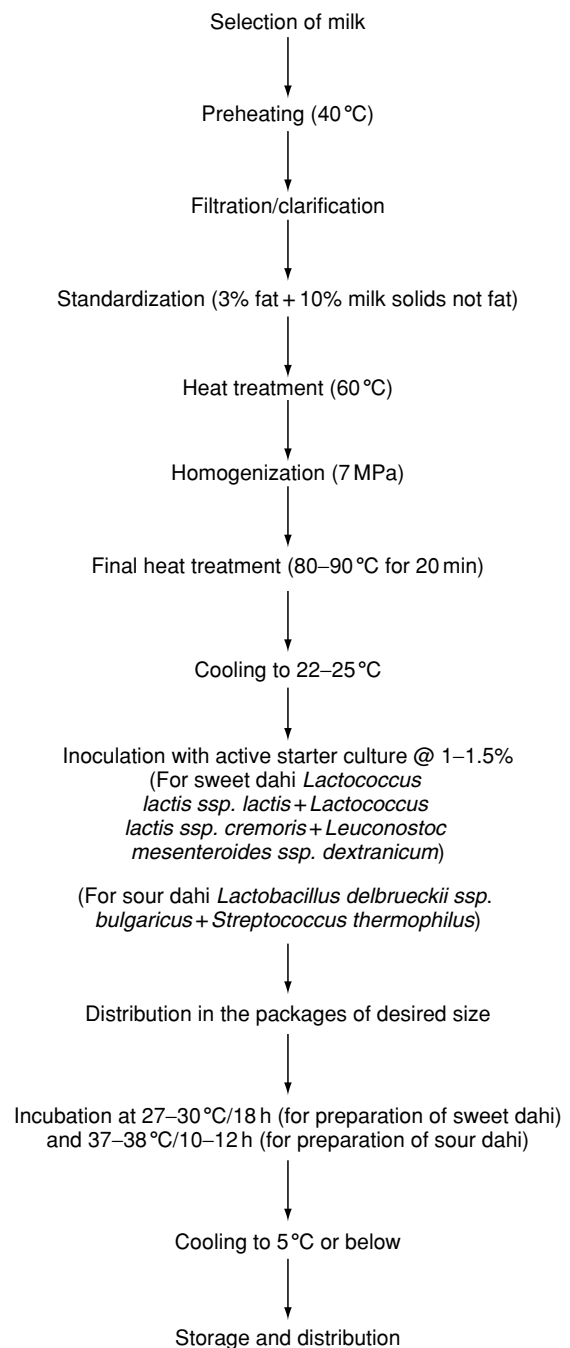 Selection of milk
Preheating (40 °C)
Filtration/clarification
Standardization (3% fat + 10% milk solids not fat)
Heat treatment (60 °C)
Homogenization (7 MPa)
Final heat treatment (80–90 °C for 20 min)
Cooling to 22–25 °C
Inoculation with active starter culture @ 1–1.5%
(For sweet dahi Lactococcus
lactis ssp. lactis + Lactococcus
lactis ssp. cremoris + Leuconostoc
mesenteroides ssp. dextranicum)
(For sour dahi Lactobacillus delbrueckii ssp.
bulgaricus + Streptococcus thermophilus)
Distribution in the packages of desired size
Incubation at 27–30 °C/18 h (for preparation of sweet dahi)
and 37–38 °C/10–12 h (for preparation of sour dahi)
Cooling to 5 °C or below
Storage and distribution